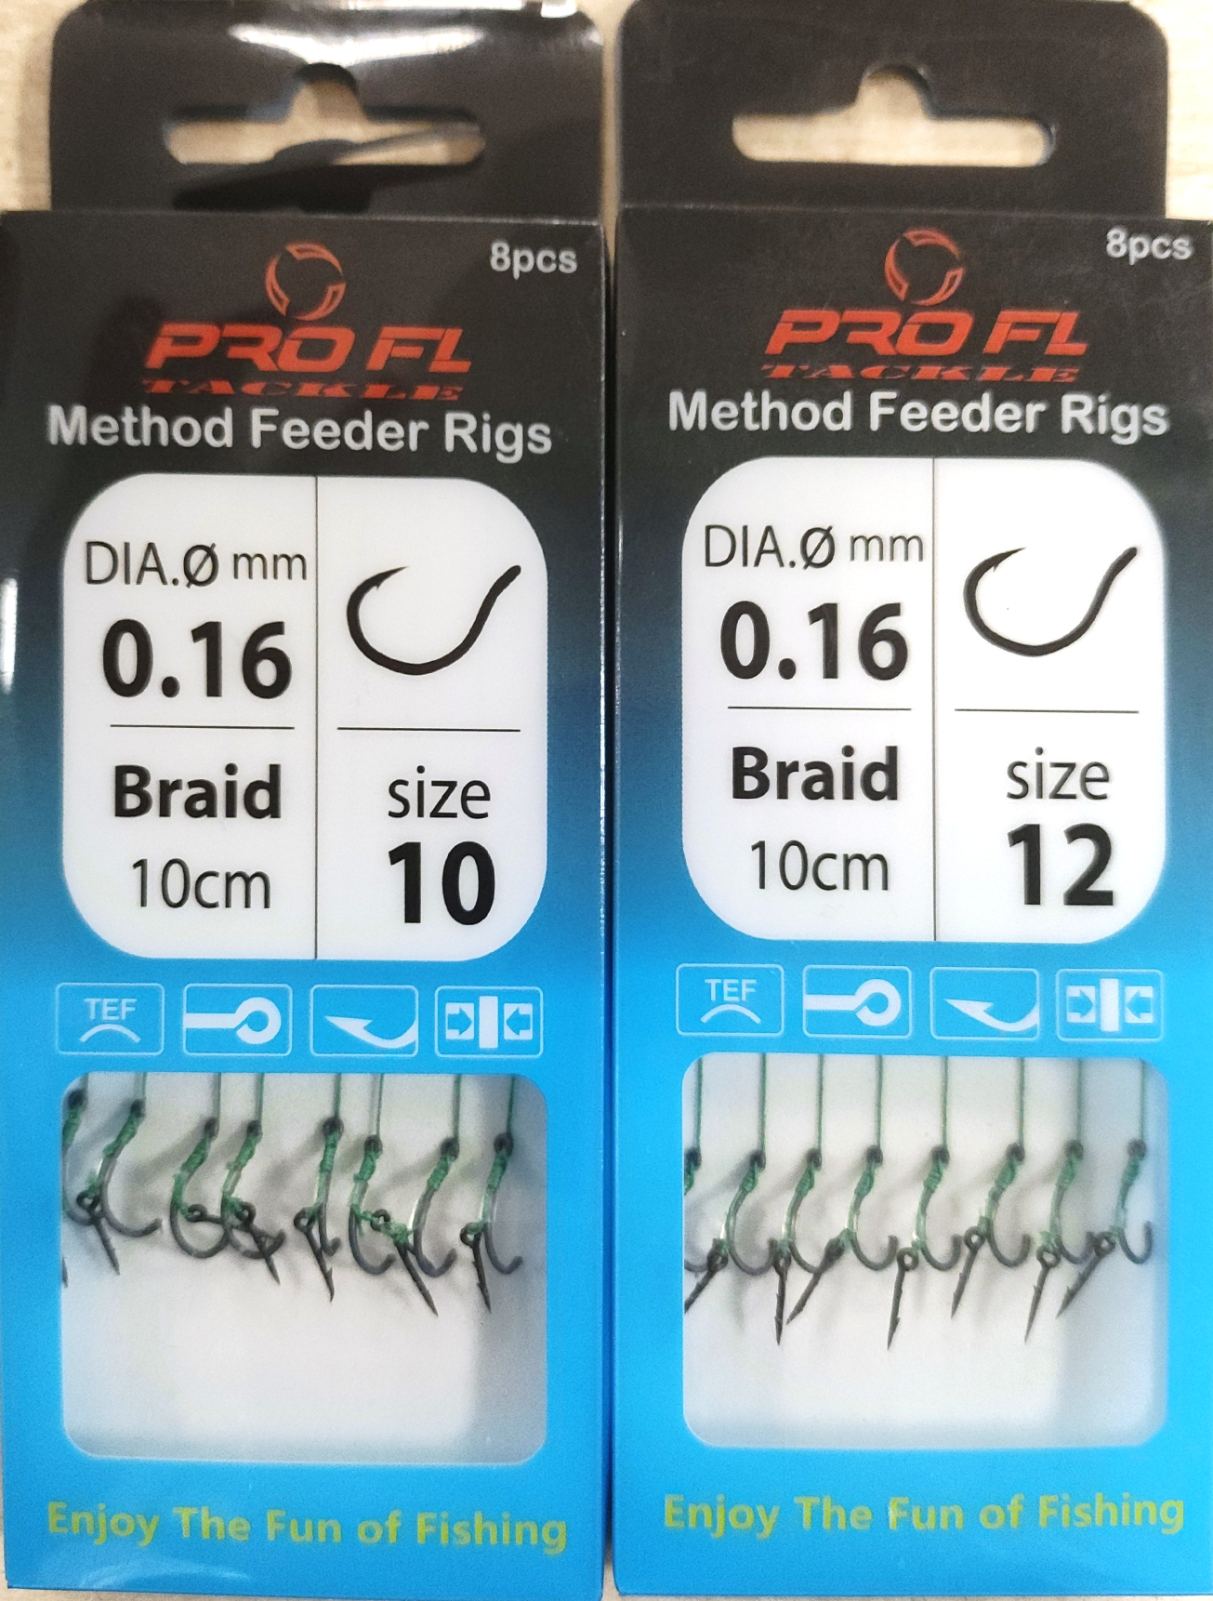 8pcs
PRO FL
TACKLE
Method Feeder Rigs
DIA.Ø mm
0.16
Braid
10cm
size
10
TEF
Enjoy The Fun of Fishing
8pcs
PRO FL
TACKLE
Method Feeder Rigs
DIA.Ø mm
0.16
Braid
10cm
size
12
TEF
Enjoy The Fun of Fishing